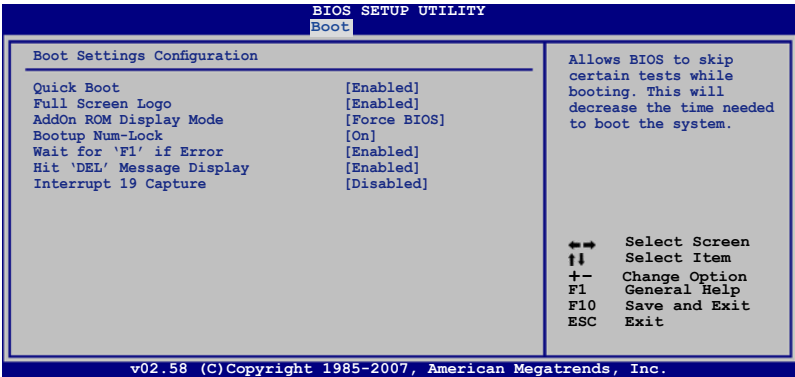 BIOS SETUP UTILITY
Boot
Boot Settings Configuration
Quick Boot [Enabled]
Full Screen Logo [Enabled]
AddOn ROM Display Mode [Force BIOS]
Bootup Num-Lock [On]
Wait for ‘F1’ if Error [Enabled]
Hit ‘DEL’ Message Display [Enabled]
Interrupt 19 Capture [Disabled]
Allows BIOS to skip
certain tests while
booting. This will
decrease the time needed
to boot the system.
←→ Select Screen
↑↓ Select Item
+- Change Option
F1 General Help
F10 Save and Exit
ESC Exit
v02.58 (C)Copyright 1985-2007, American Megatrends, Inc.